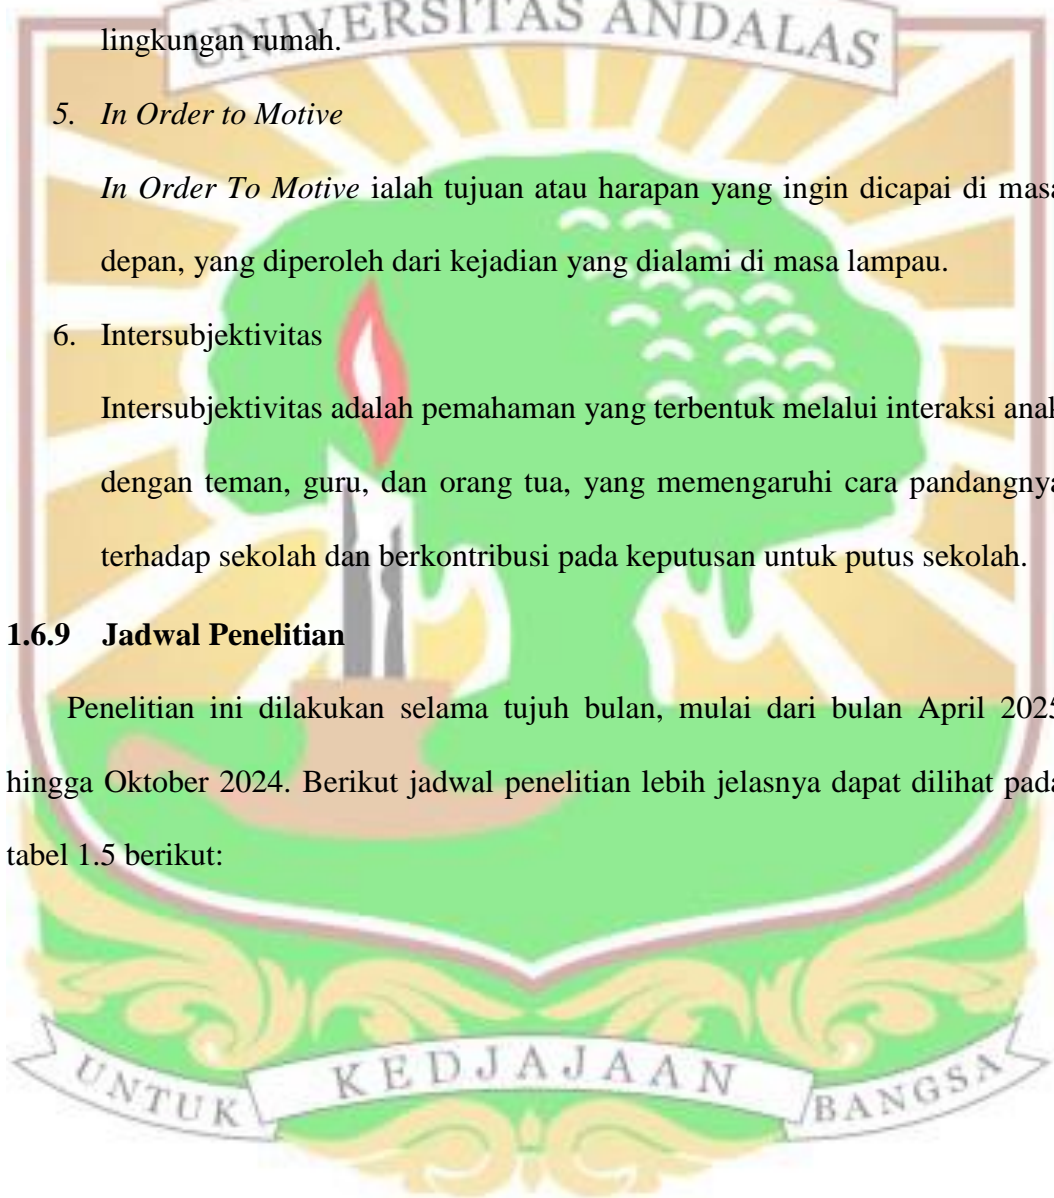 UNIVERSITAS ANDALAS
lingkungan rumah.
5. In Order to Motive
In Order To Motive ialah tujuan atau harapan yang ingin dicapai di masa
depan, yang diperoleh dari kejadian yang dialami di masa lampau.
6. Intersubjektivitas
Intersubjektivitas adalah pemahaman yang terbentuk melalui interaksi anak
dengan teman, guru, dan orang tua, yang memengaruhi cara pandangnya
terhadap sekolah dan berkontribusi pada keputusan untuk putus sekolah.
1.6.9 Jadwal Penelitian
Penelitian ini dilakukan selama tujuh bulan, mulai dari bulan April 2025
hingga Oktober 2024. Berikut jadwal penelitian lebih jelasnya dapat dilihat pada
tabel 1.5 berikut:
UNTUK KEDJAJAAN BANGSA